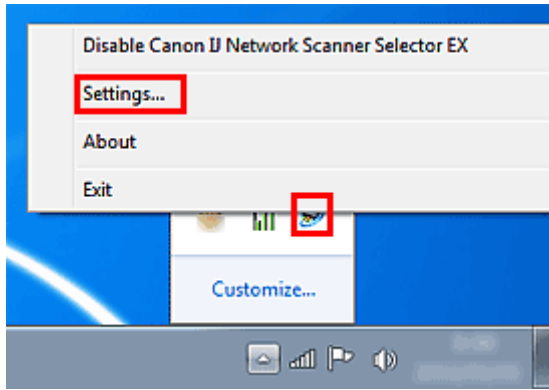 Disable Canon IJ Network Scanner Selector EX
Settings...
About
Exit
Customize...